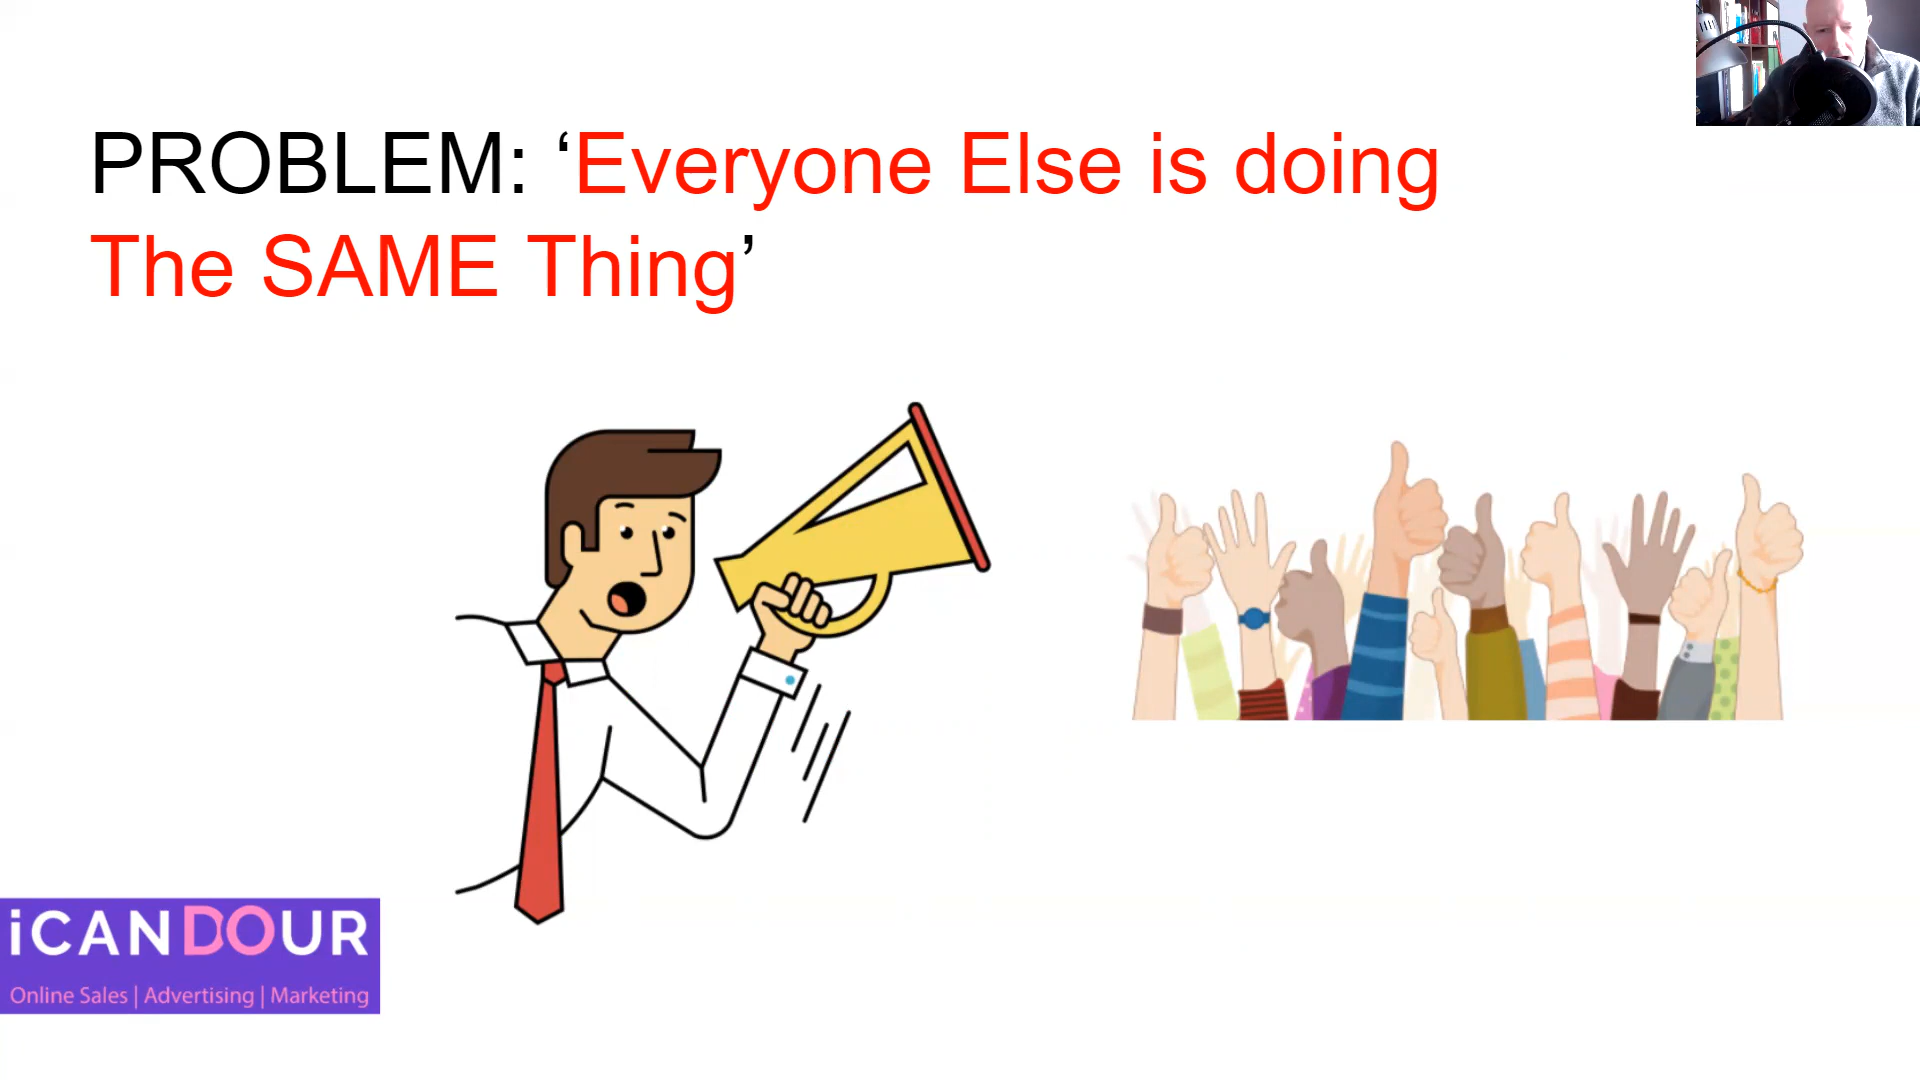 PROBLEM: ‘Everyone Else is doing
The SAME Thing’
iCANDOUR
Online Sales | Advertising | Marketing